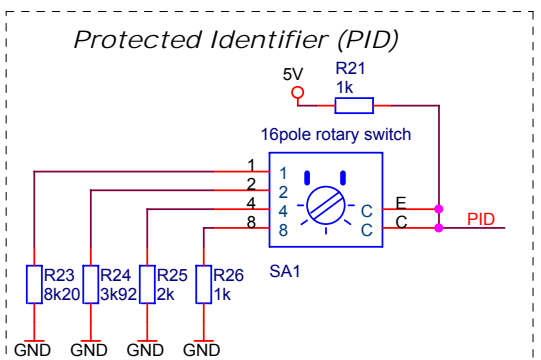 Protected Identifier (PID)
5V
R21
1k
16pole rotary switch
1 1
2 2
4 4 C E
8 8 C C PID
SA1
R23 R24 R25 R26
8k20 3k92 2k 1k
GND GND GND GND